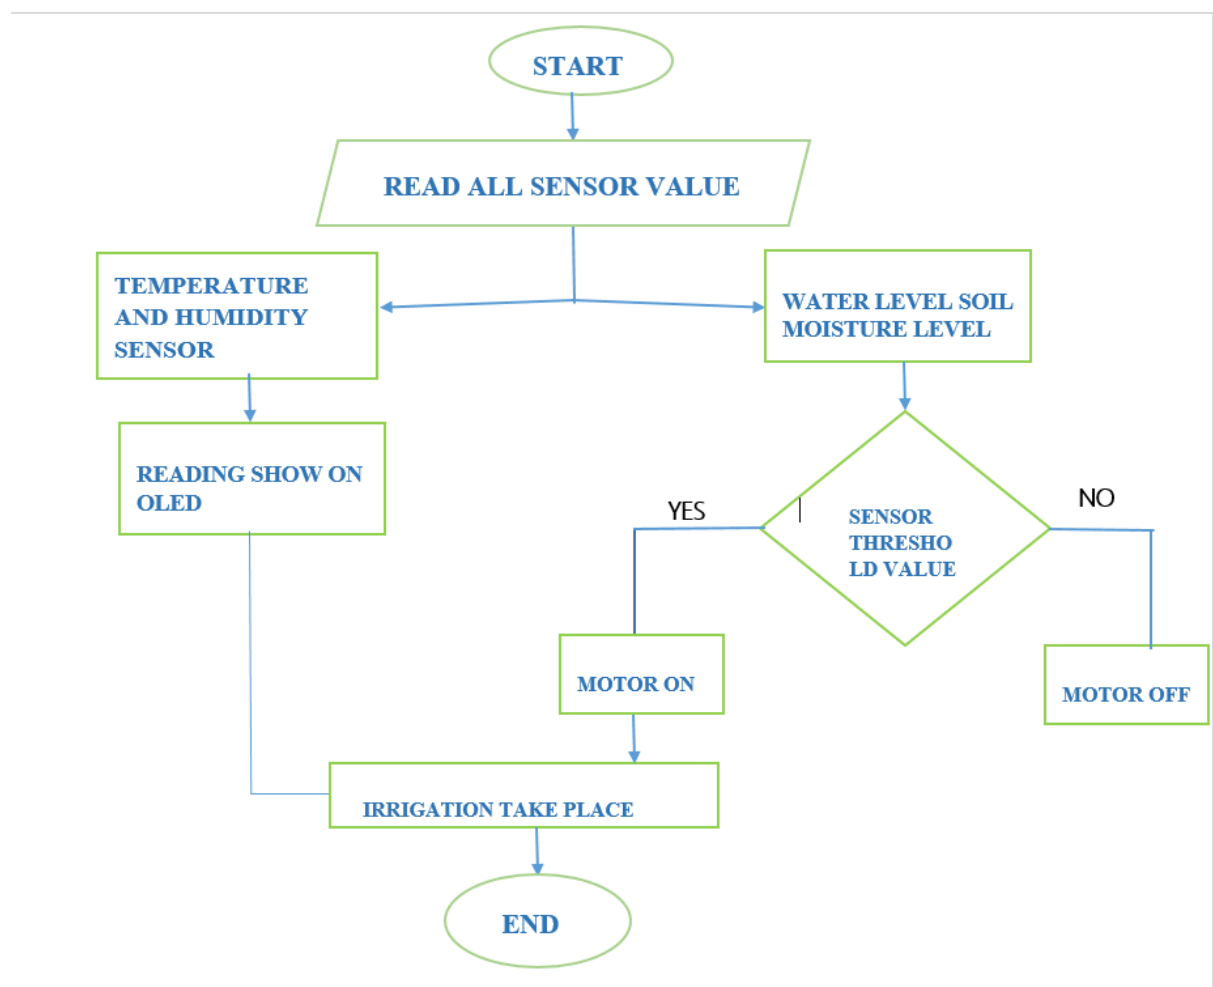 START
READ ALL SENSOR VALUE
TEMPERATURE
AND HUMIDITY
SENSOR
WATER LEVEL SOIL
MOISTURE LEVEL
READING SHOW ON
OLED
YES
NO
SENSOR
THRESHO
LD VALUE
MOTOR ON
MOTOR OFF
IRRIGATION TAKE PLACE
END